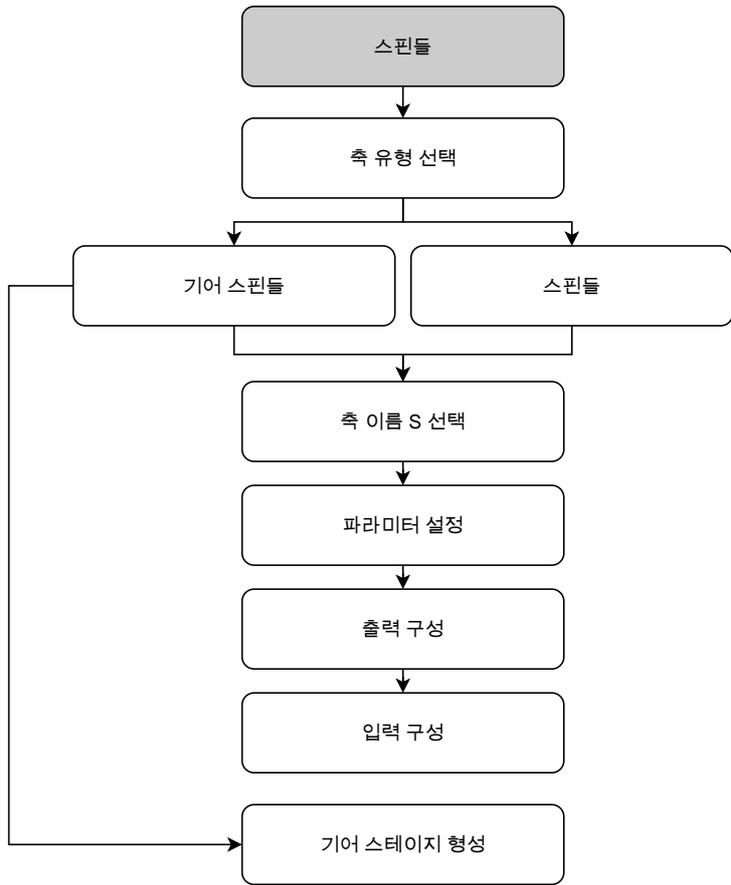 스핀들
축 유형 선택
기어 스핀들
스핀들
축 이름 S 선택
파라미터 설정
출력 구성
입력 구성
기어 스테이지 형성